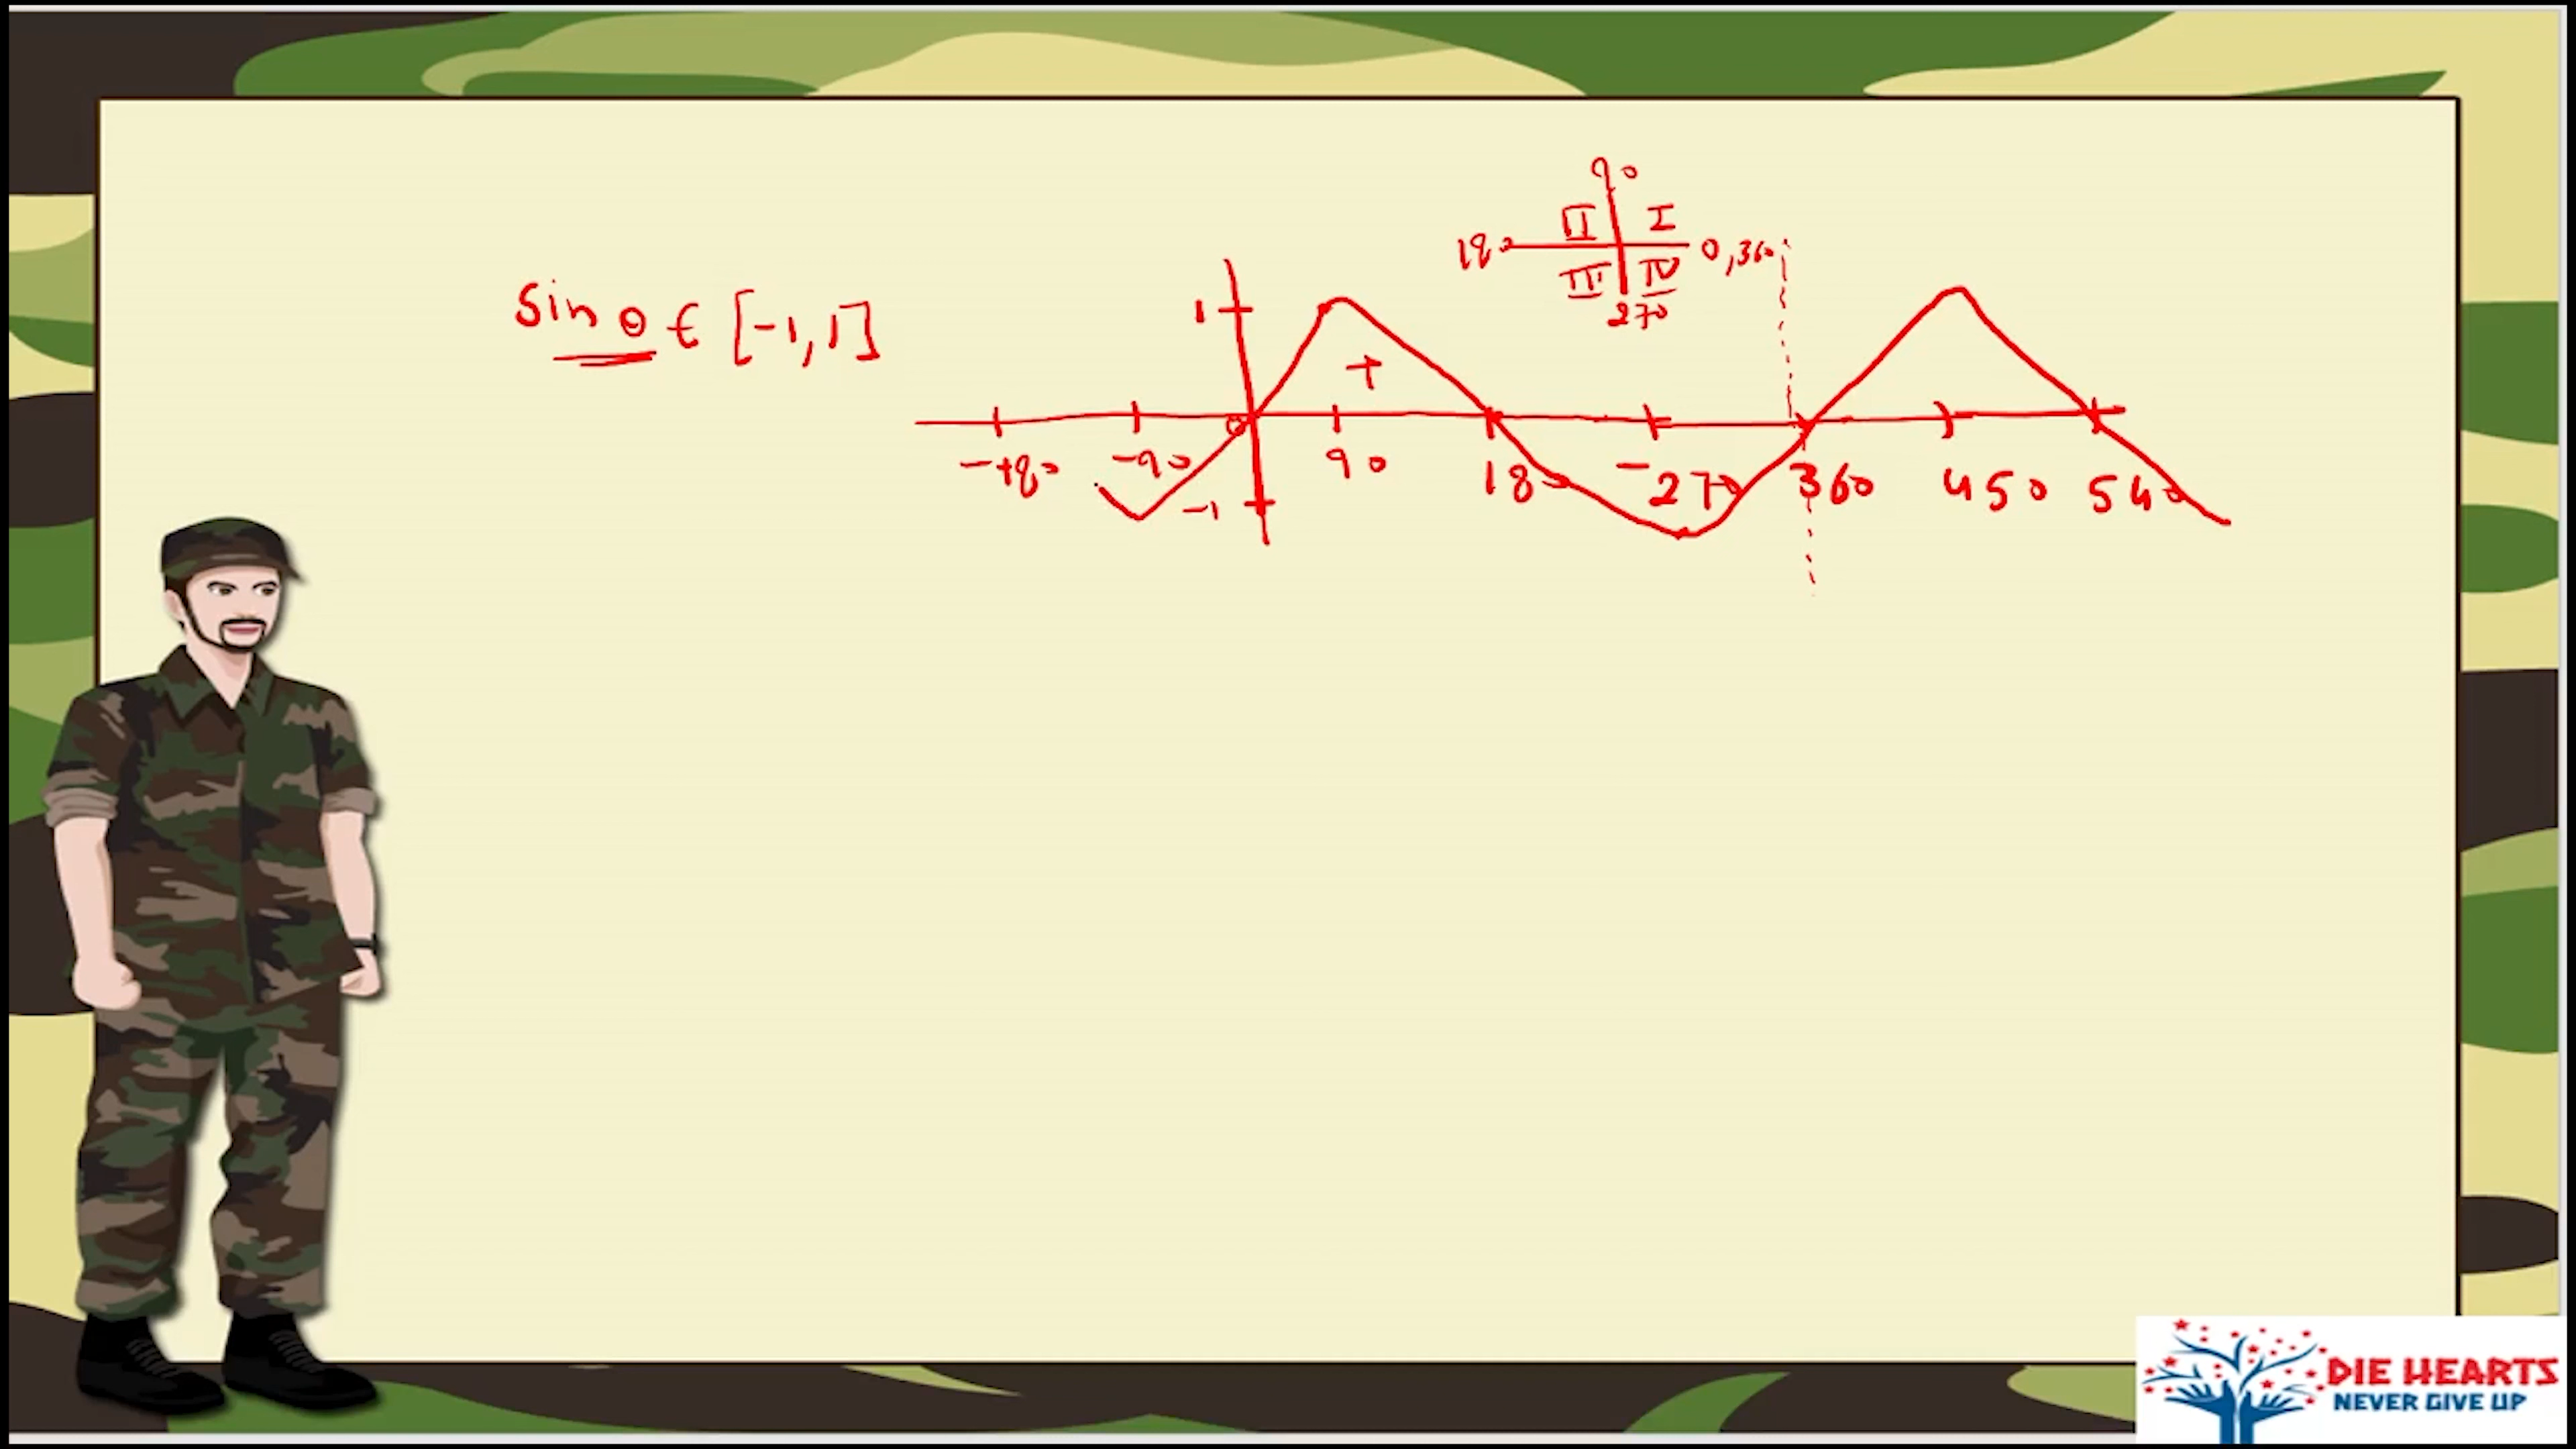 90
II I
180 0,360
III IV
270
sin θ ∈ [-1, 1]
1
+
0
-180 -90 90 180 - 270 360 450 540
-1
DIE HEARTS
NEVER GIVE UP